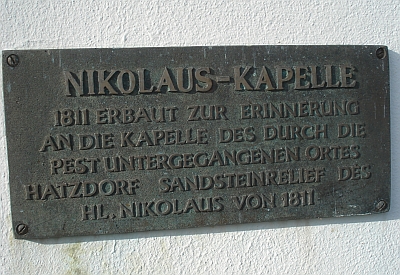 NIKOLAUS-KAPELLE
1811 ERBAUT ZUR ERINNERUNG
AN DIE KAPELLE DES DURCH DIE
PEST UNTERGEGANGENEN ORTES
HATZDORF SANDSTEINRELIEF DES
HL. NIKOLAUS VON 1811